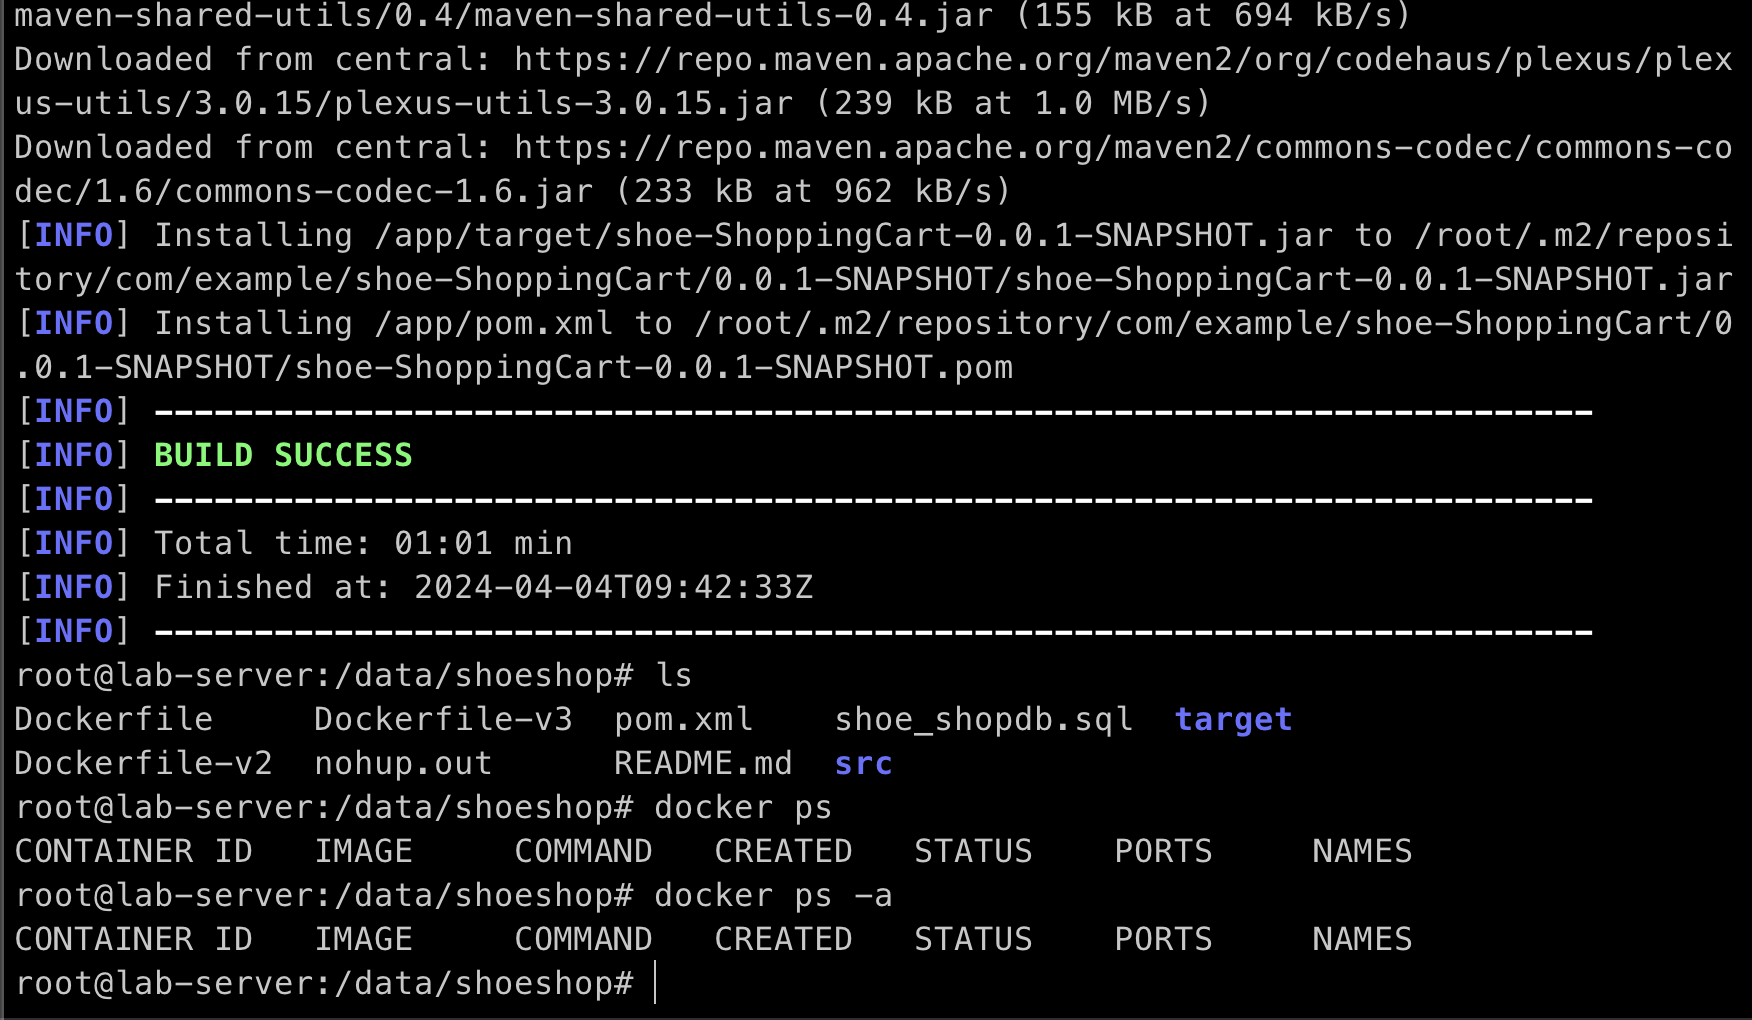 maven-shared-utils/0.4/maven-shared-utils-0.4.jar (155 kB at 694 kB/s)
Downloaded from central: https://repo.maven.apache.org/maven2/org/codehaus/plexus/plex
us-utils/3.0.15/plexus-utils-3.0.15.jar (239 kB at 1.0 MB/s)
Downloaded from central: https://repo.maven.apache.org/maven2/commons-codec/commons-co
dec/1.6/commons-codec-1.6.jar (233 kB at 962 kB/s)
[INFO] Installing /app/target/shoe-ShoppingCart-0.0.1-SNAPSHOT.jar to /root/.m2/reposi
tory/com/example/shoe-ShoppingCart/0.0.1-SNAPSHOT/shoe-ShoppingCart-0.0.1-SNAPSHOT.jar
[INFO] Installing /app/pom.xml to /root/.m2/repository/com/example/shoe-ShoppingCart/0
.0.1-SNAPSHOT/shoe-ShoppingCart-0.0.1-SNAPSHOT.pom
[INFO] ------------------------------------------------------------------------
[INFO] BUILD SUCCESS
[INFO] ------------------------------------------------------------------------
[INFO] Total time: 01:01 min
[INFO] Finished at: 2024-04-04T09:42:33Z
[INFO] ------------------------------------------------------------------------
root@lab-server:/data/shoeshop# ls
Dockerfile     Dockerfile-v3  pom.xml    shoe_shopdb.sql  target
Dockerfile-v2  nohup.out      README.md  src
root@lab-server:/data/shoeshop# docker ps
CONTAINER ID   IMAGE     COMMAND   CREATED   STATUS    PORTS     NAMES
root@lab-server:/data/shoeshop# docker ps -a
CONTAINER ID   IMAGE     COMMAND   CREATED   STATUS    PORTS     NAMES
root@lab-server:/data/shoeshop#